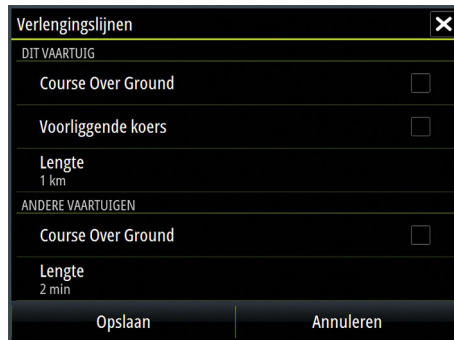 Verlengingslijnen
DIT VAARTUIG
Course Over Ground
Voorliggende koers
Lengte
1 km
ANDERE VAARTUIGEN
Course Over Ground
Lengte
2 min
Opslaan Annuleren